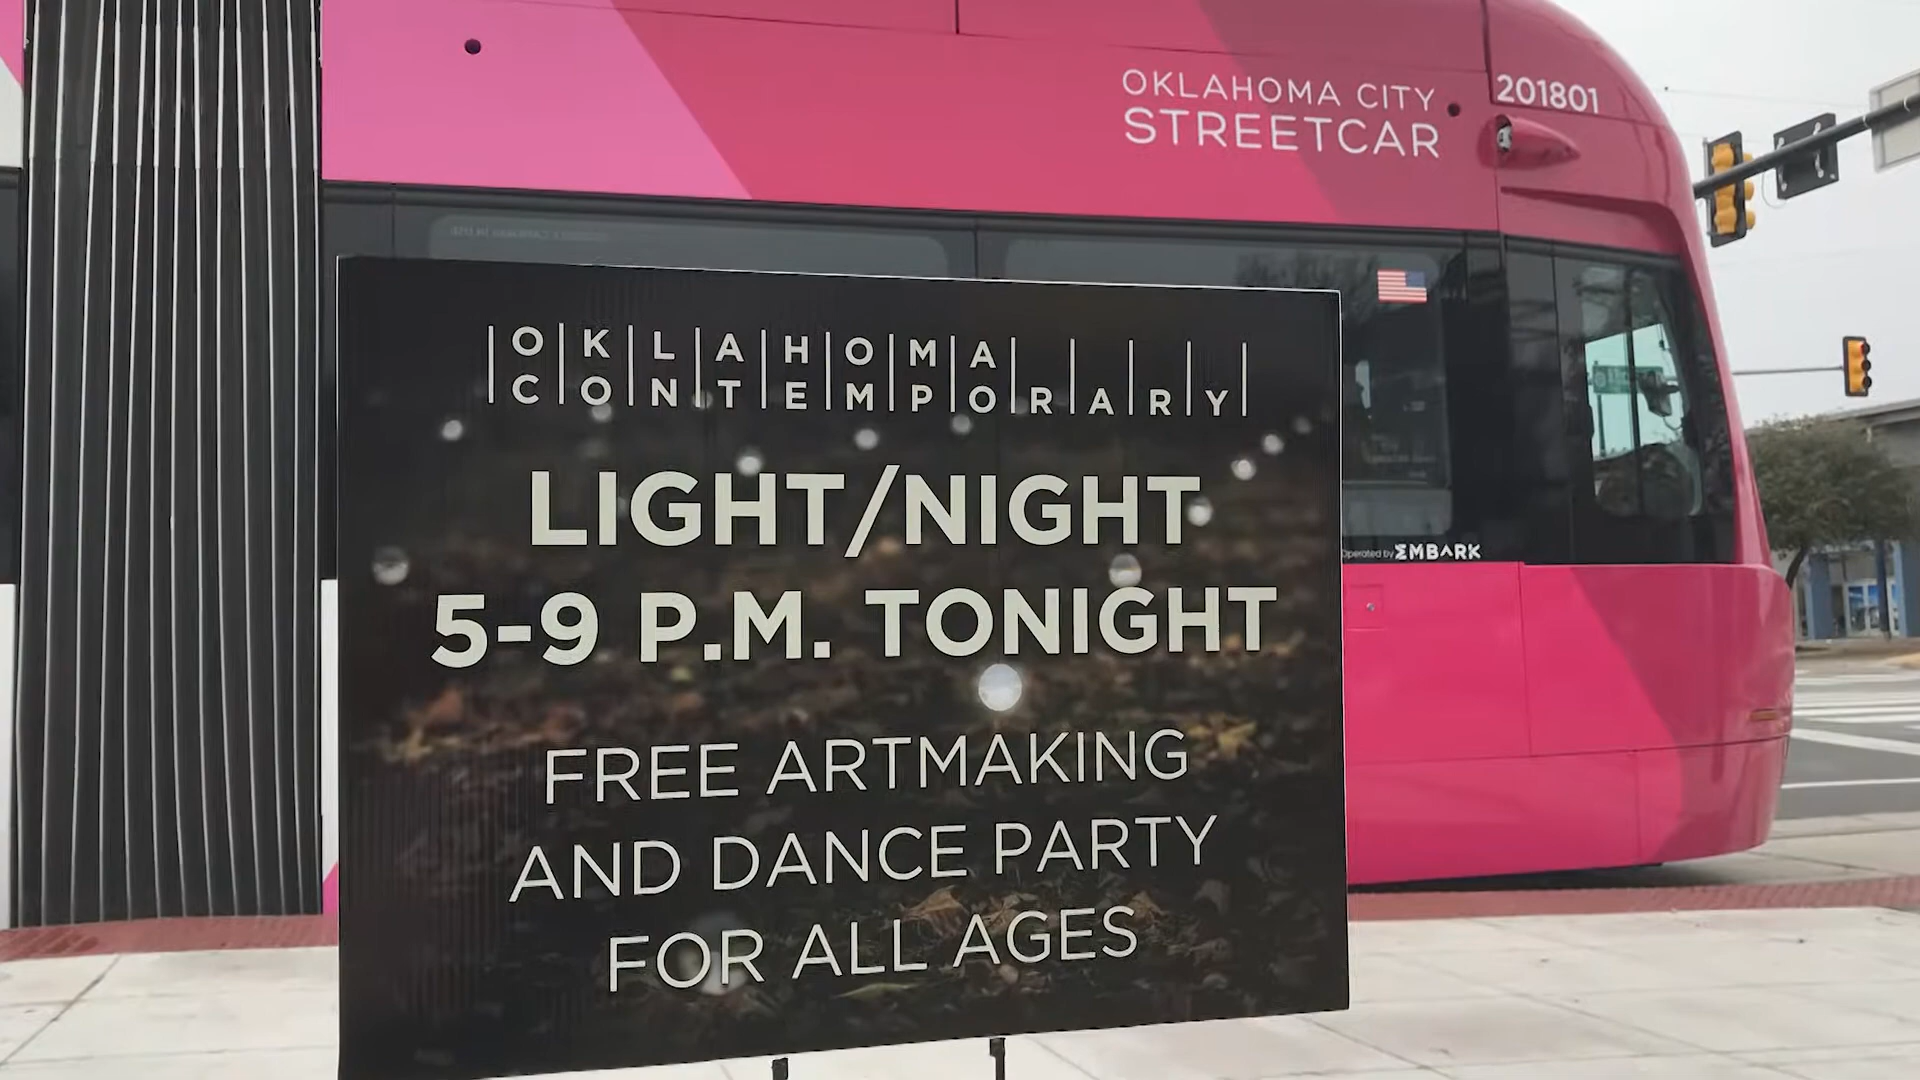 OKLAHOMA CITY
STREETCAR
201801
OKLAHOMA
CONTEMPORARY
LIGHT/NIGHT
5-9 P.M. TONIGHT
FREE ARTMAKING
AND DANCE PARTY
FOR ALL AGES
Operated by EMBARK